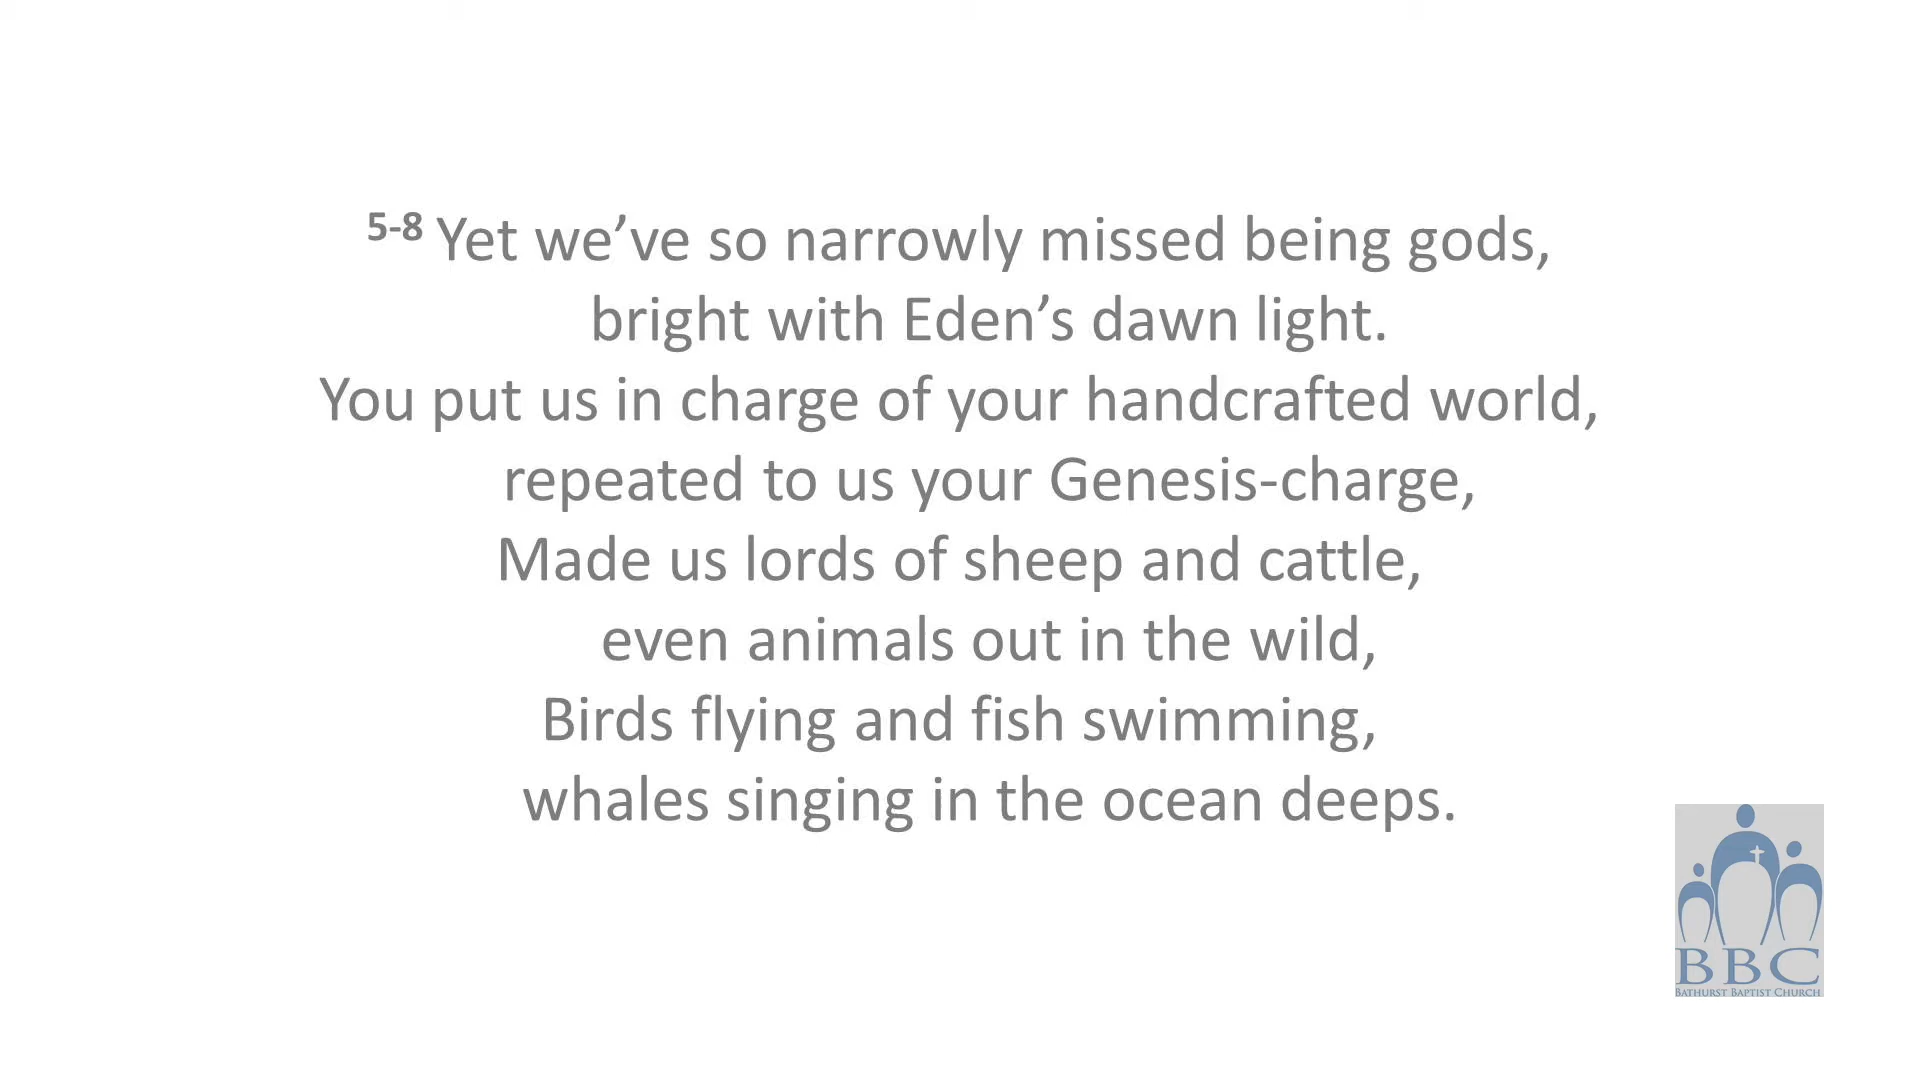 5-8 Yet we’ve so narrowly missed being gods,
bright with Eden’s dawn light.
You put us in charge of your handcrafted world,
repeated to us your Genesis-charge,
Made us lords of sheep and cattle,
even animals out in the wild,
Birds flying and fish swimming,
whales singing in the ocean deeps.
BBC
BATHURST BAPTIST CHURCH